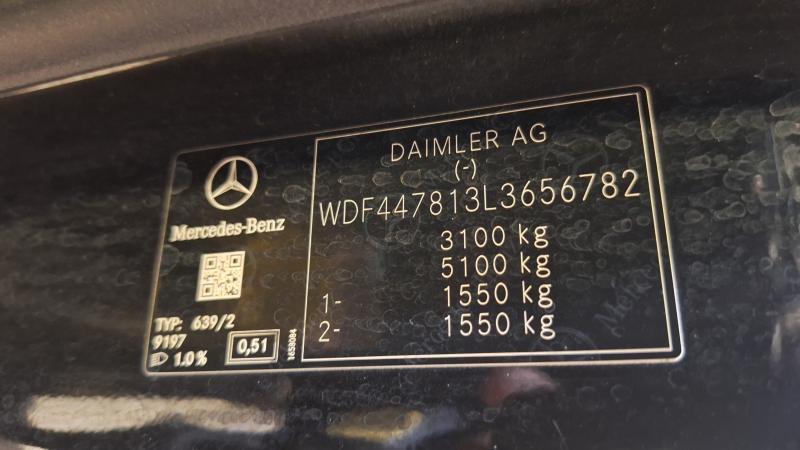 Mercedes-Benz
TYP: 639/2
9197
1.0 %
0,51
DAIMLER AG
(-)
WDF447813L3656782
3100 kg
5100 kg
1- 1550 kg
2- 1550 kg